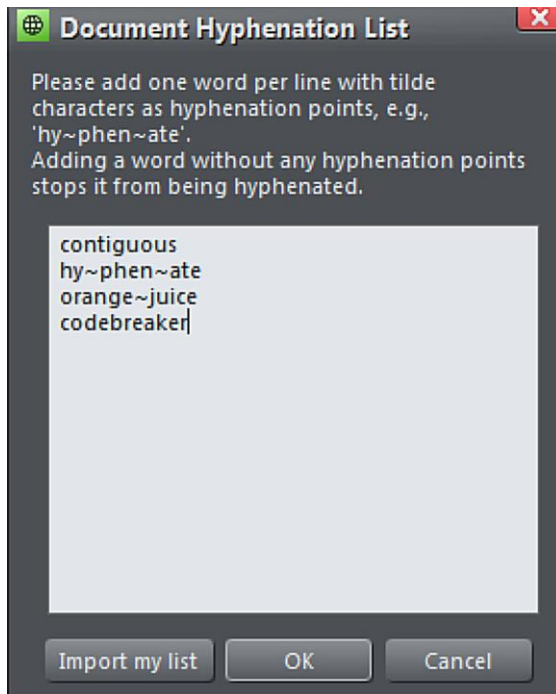 Document Hyphenation List
Please add one word per line with tilde
characters as hyphenation points, e.g.,
'hy~phen~ate'.
Adding a word without any hyphenation points
stops it from being hyphenated.
contiguous
hy~phen~ate
orange~juice
codebreaker
Import my list
OK
Cancel